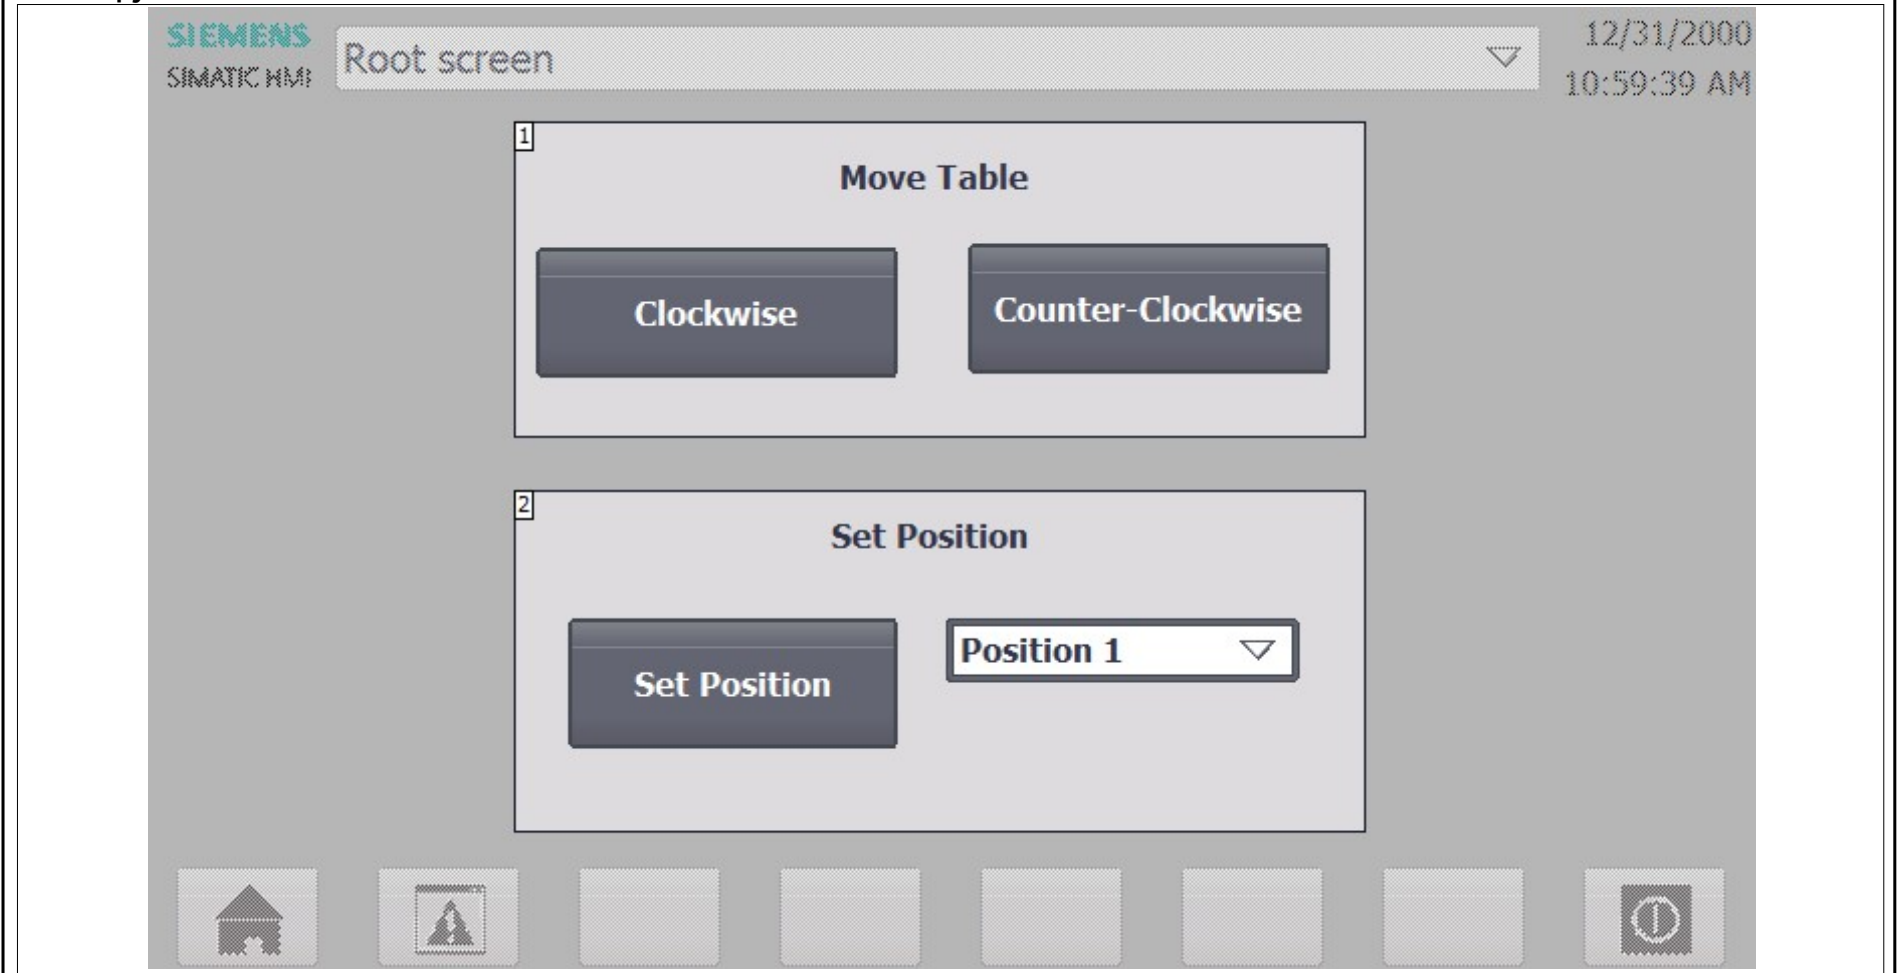 SIEMENS
SIMATIC HMI
Root screen
12/31/2000
10:59:39 AM
1
Move Table
Clockwise
Counter-Clockwise
2
Set Position
Set Position
Position 1